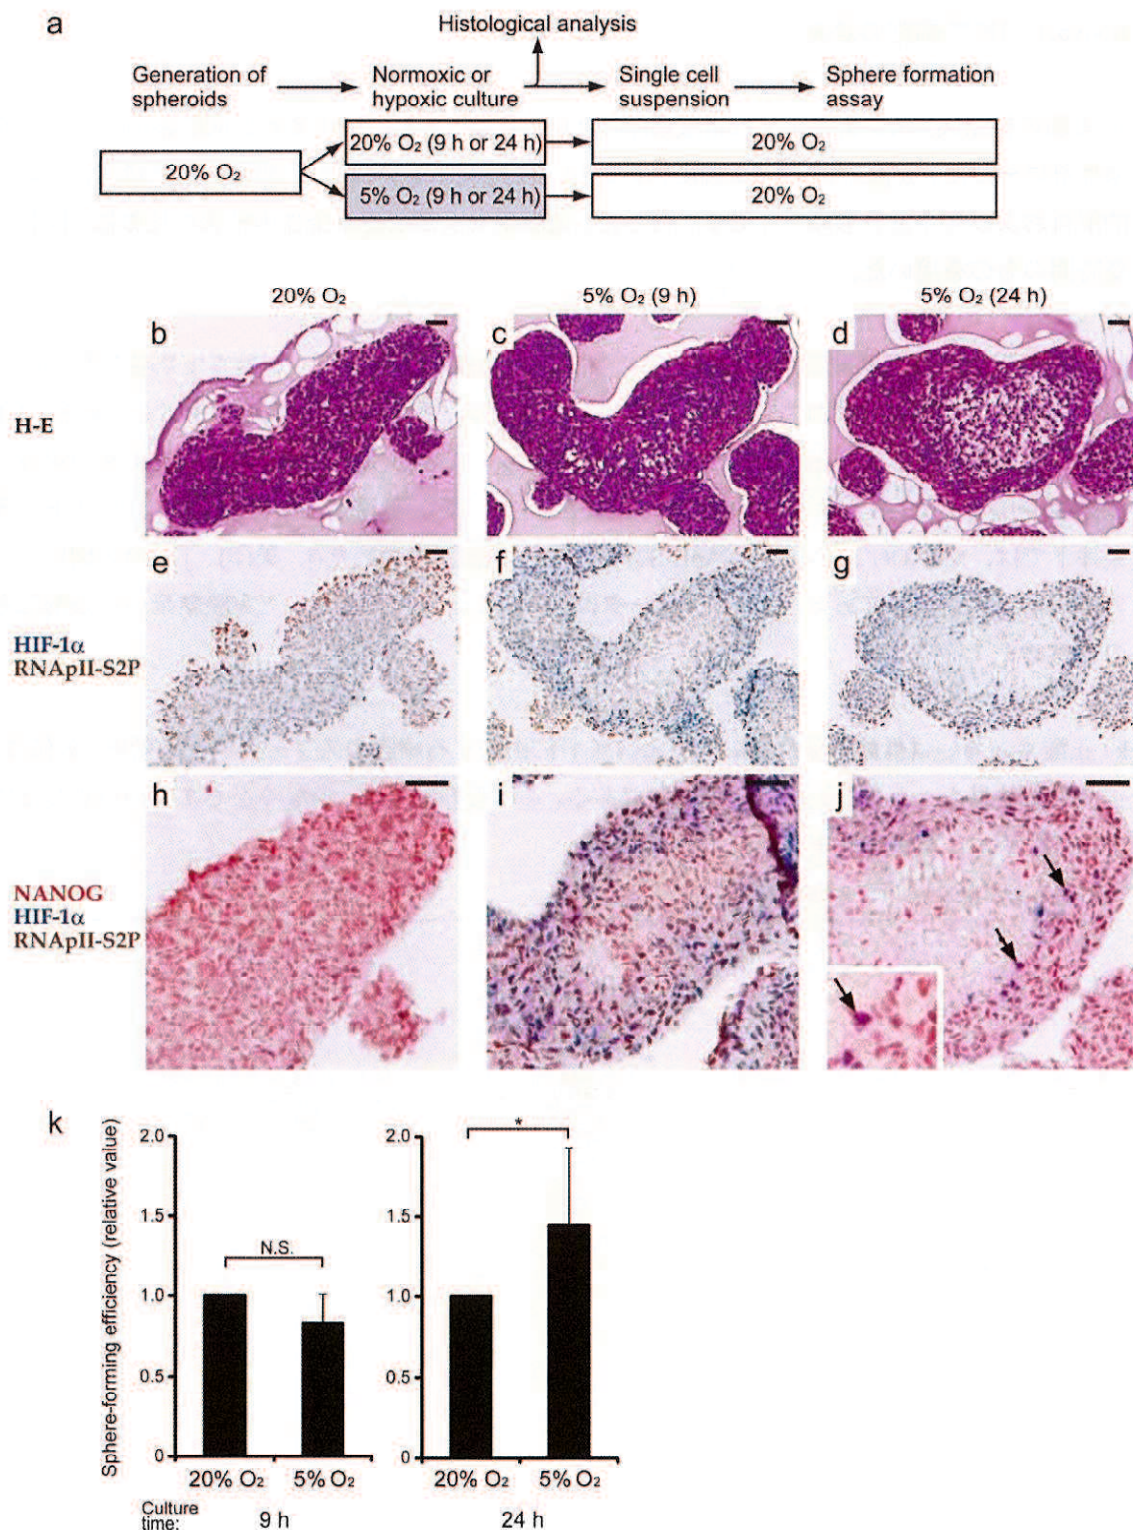 a
Histological analysis
Generation of spheroids
Normoxic or hypoxic culture
Single cell suspension
Sphere formation assay
20% O₂
20% O₂ (9 h or 24 h)
20% O₂
5% O₂ (9 h or 24 h)
20% O₂
20% O₂
5% O₂ (9 h)
5% O₂ (24 h)
H-E
b
c
d
HIF-1α
RNApII-S2P
e
f
g
NANOG
HIF-1α
RNApII-S2P
h
i
j
k
Sphere-forming efficiency (relative value)
2.0
1.5
1.0
0.5
0
N.S.
20% O₂
5% O₂
2.0
1.5
1.0
0.5
0
*
20% O₂
5% O₂
Culture time:
9 h
24 h